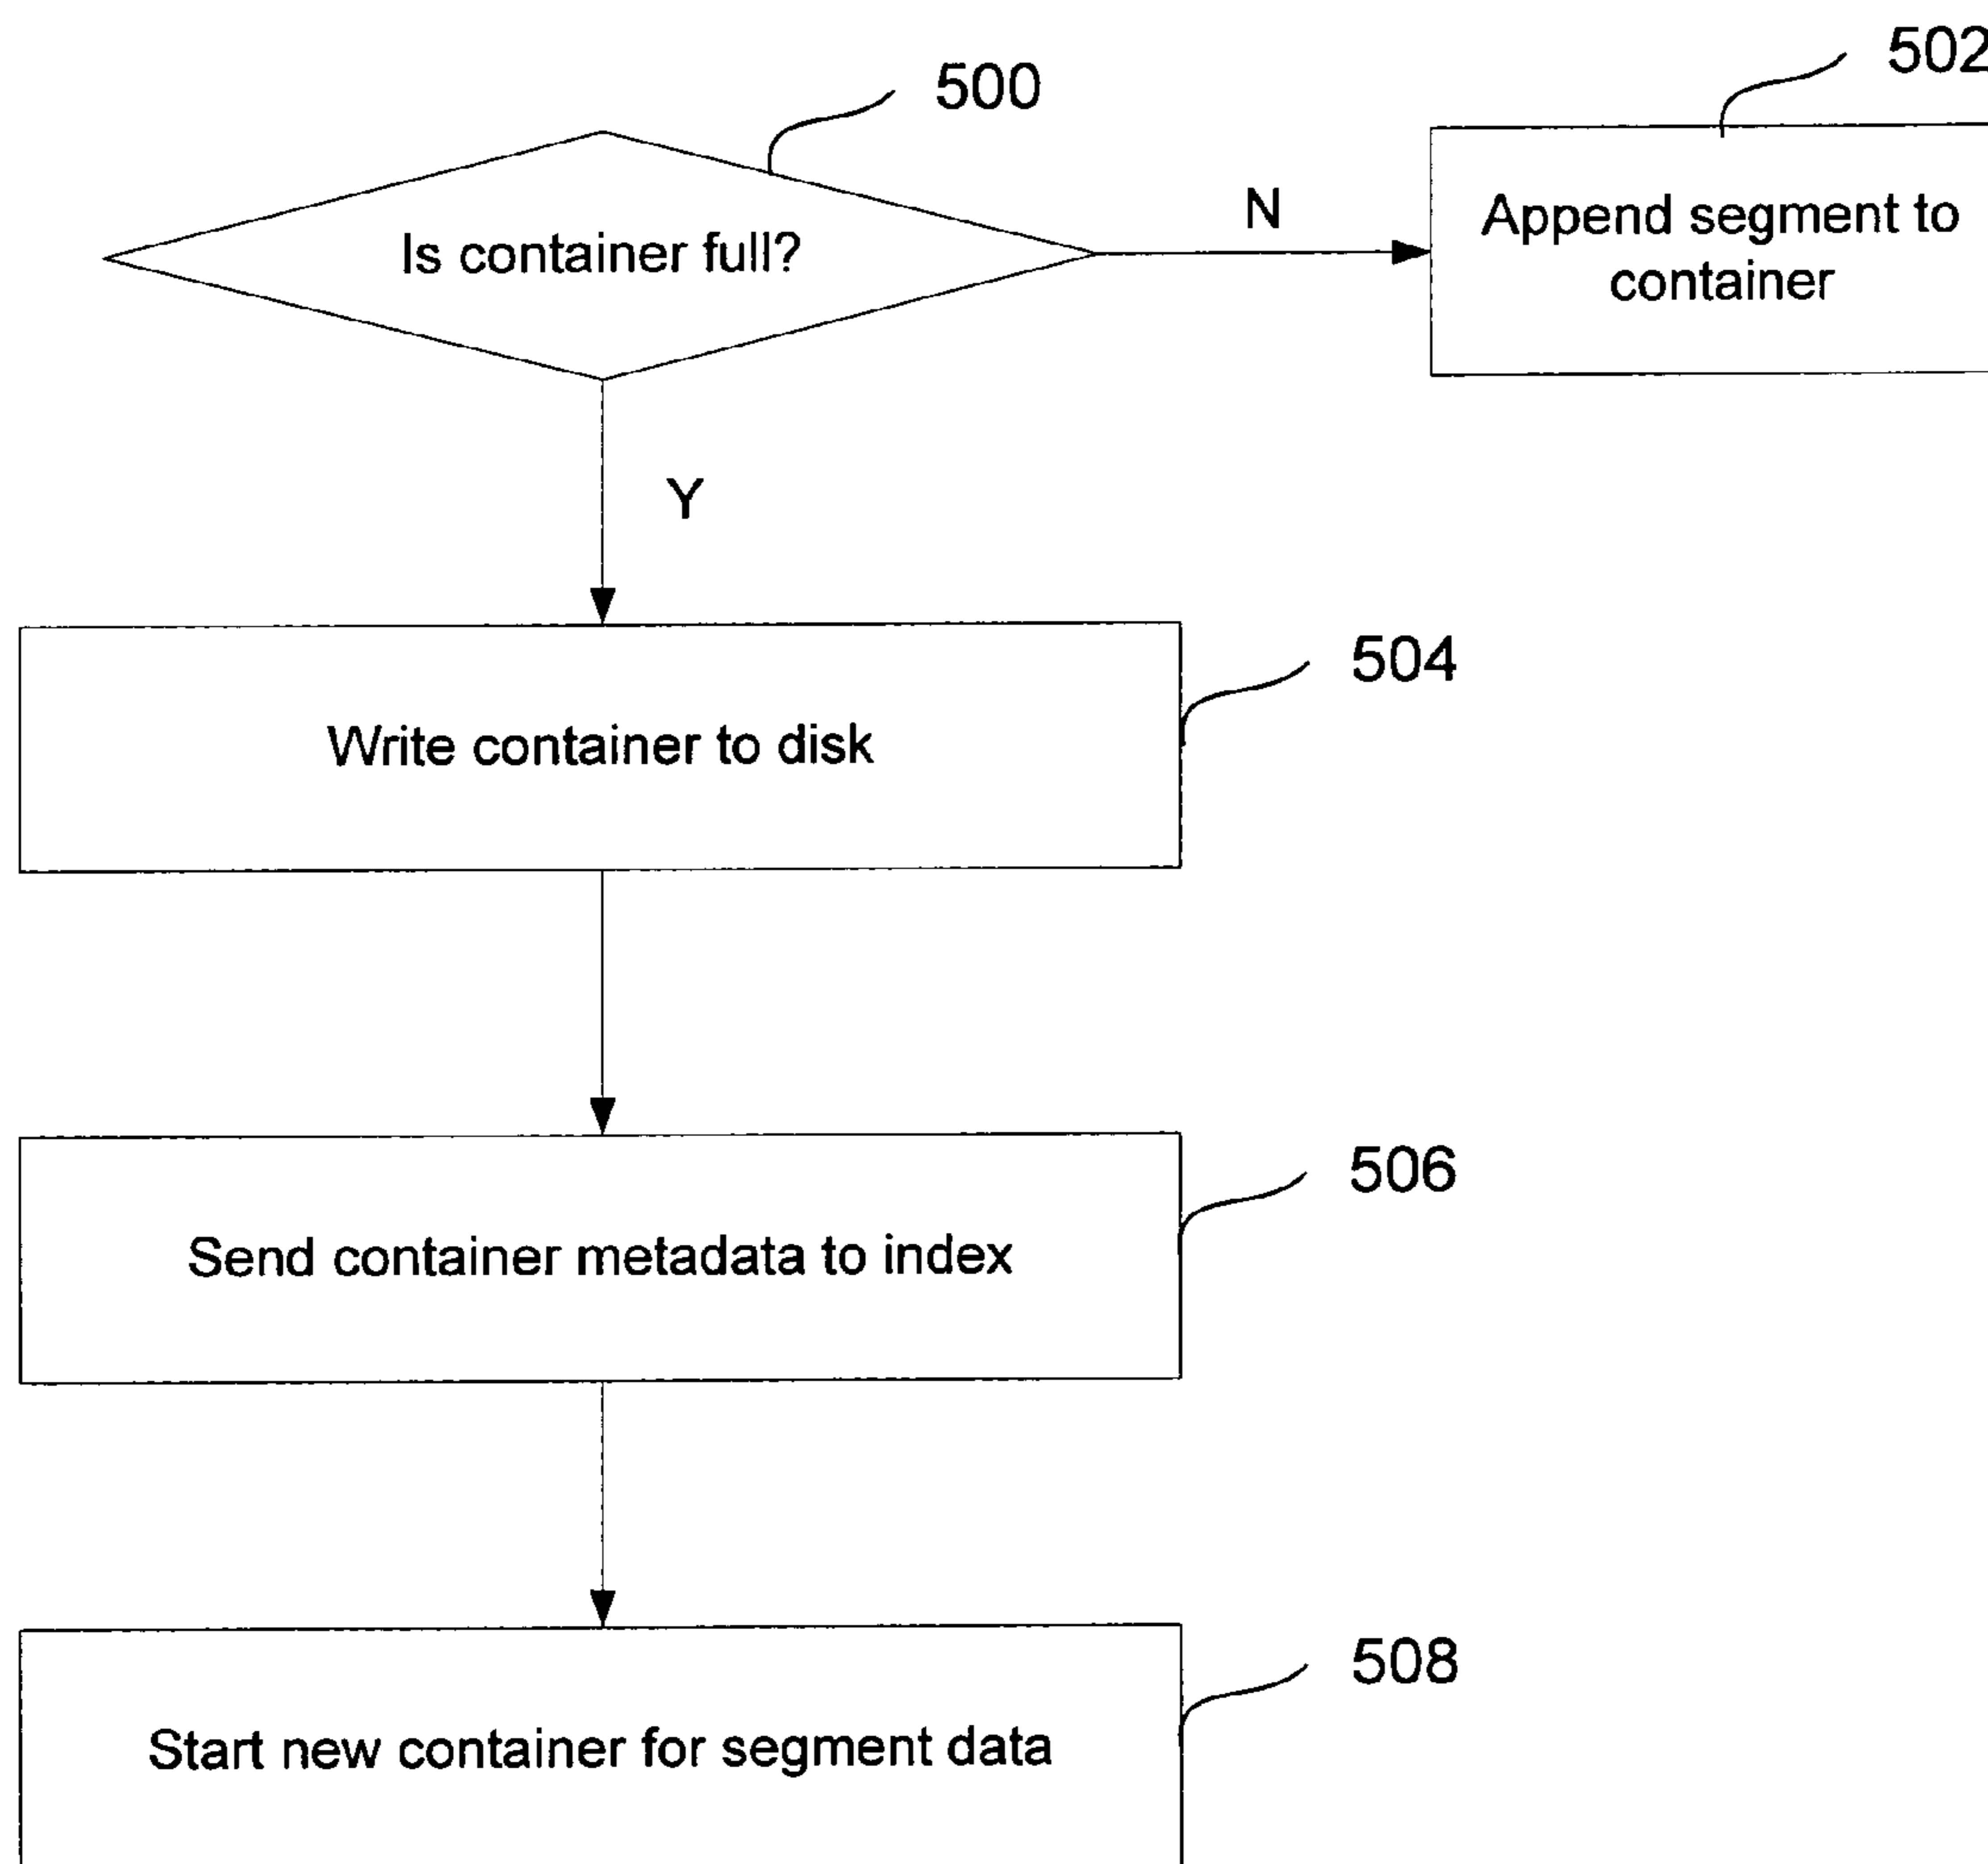 500
502
Is container full?
N
Append segment to
container
Y
504
Write container to disk
506
Send container metadata to index
508
Start new container for segment data